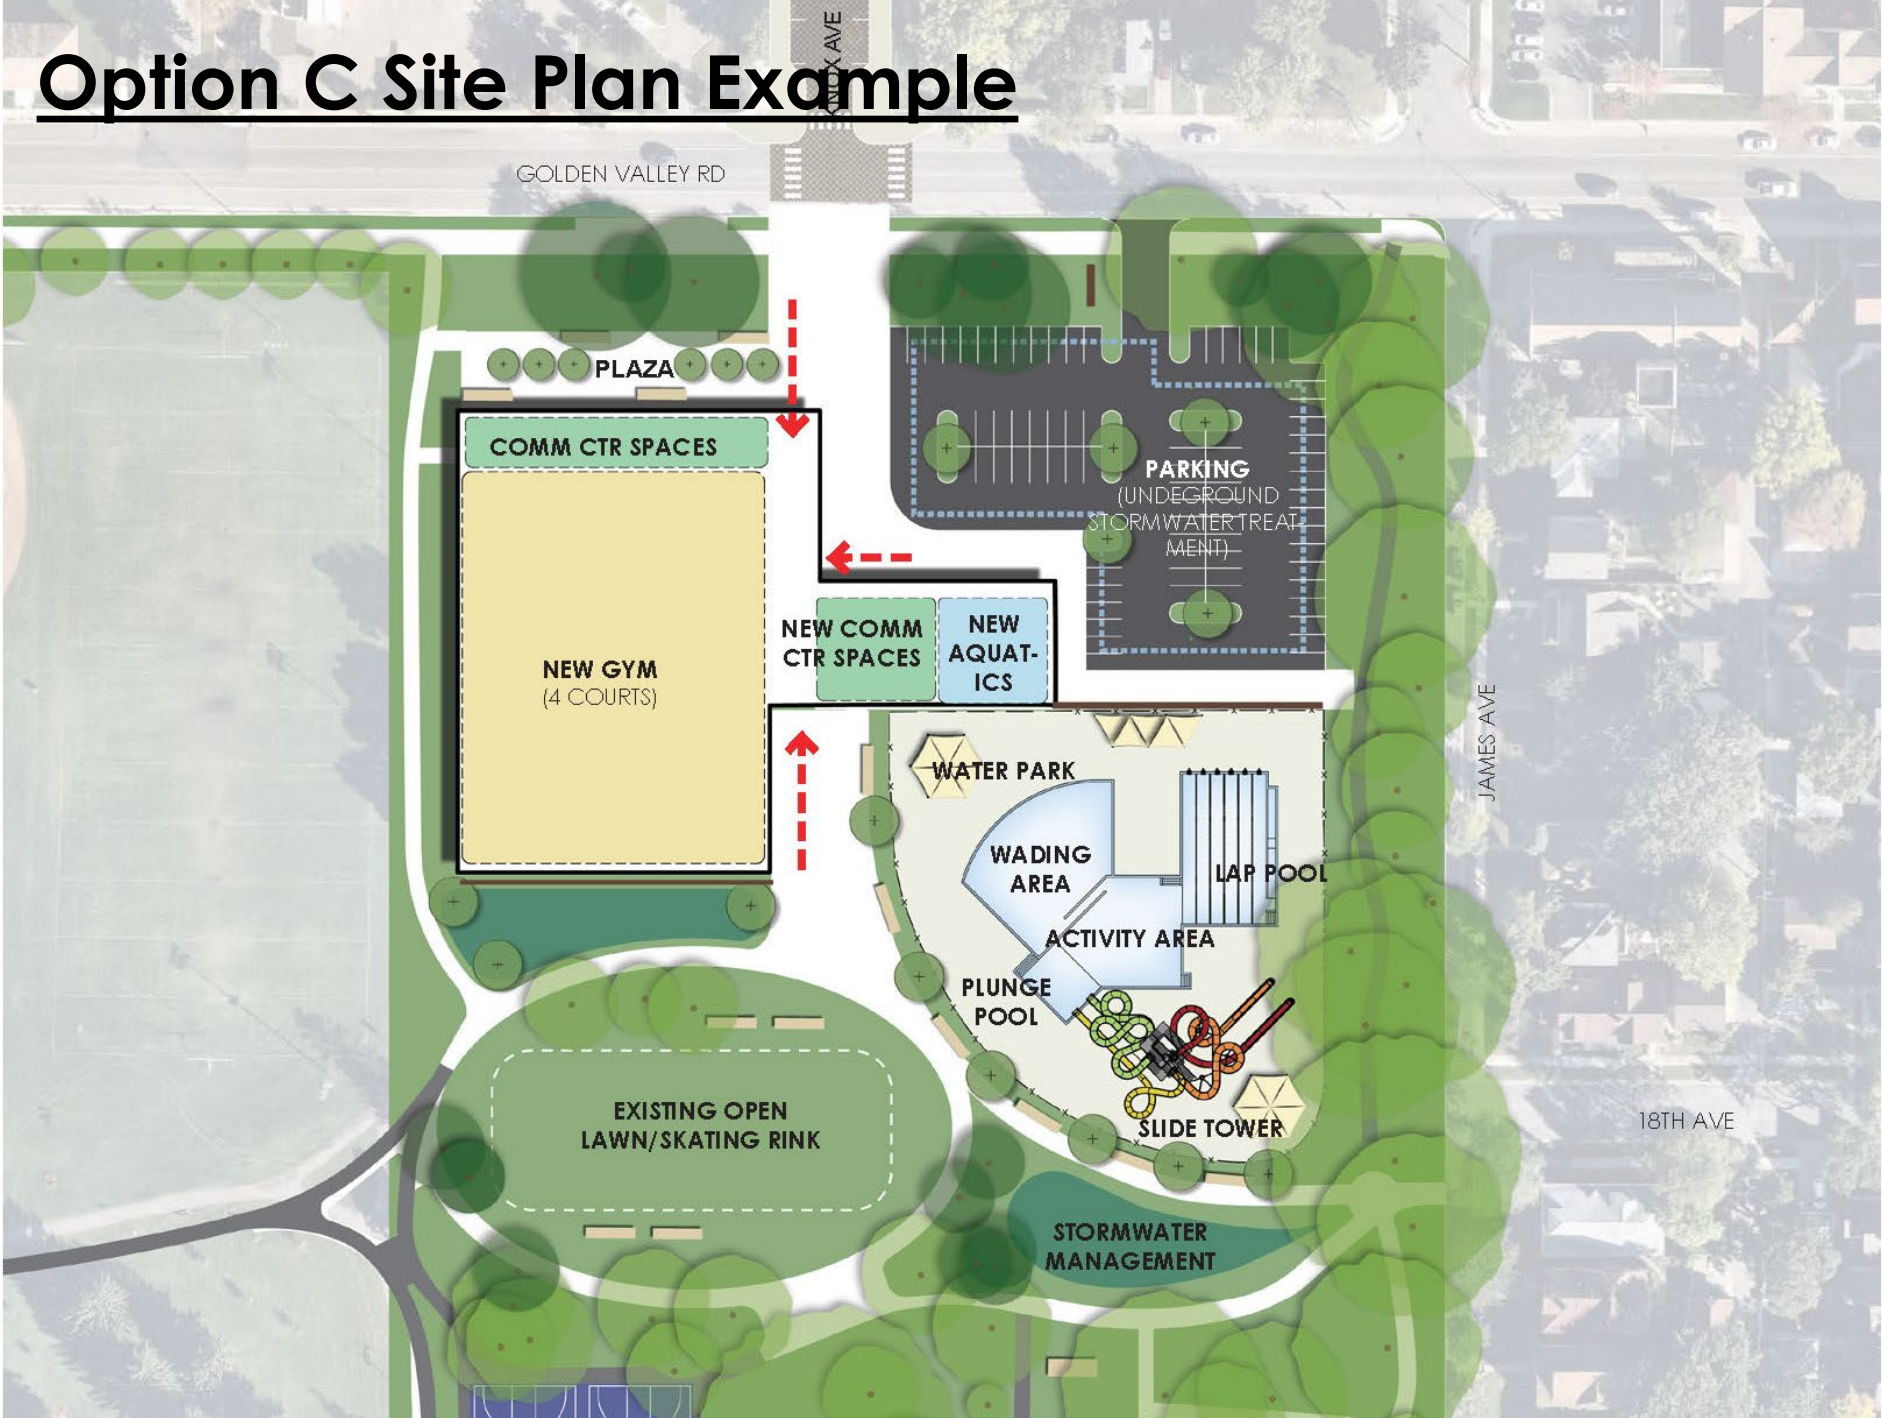 KNOX AVE
Option C Site Plan Example
GOLDEN VALLEY RD
PLAZA
COMM CTR SPACES
PARKING
(UNDEGROUND
STORMWATER TREAT-
MENT)
NEW GYM
(4 COURTS)
NEW COMM
CTR SPACES
NEW
AQUAT-
ICS
JAMES AVE
WATER PARK
WADING
AREA
LAP POOL
ACTIVITY AREA
PLUNGE
POOL
SLIDE TOWER
EXISTING OPEN
LAWN/SKATING RINK
18TH AVE
STORMWATER
MANAGEMENT